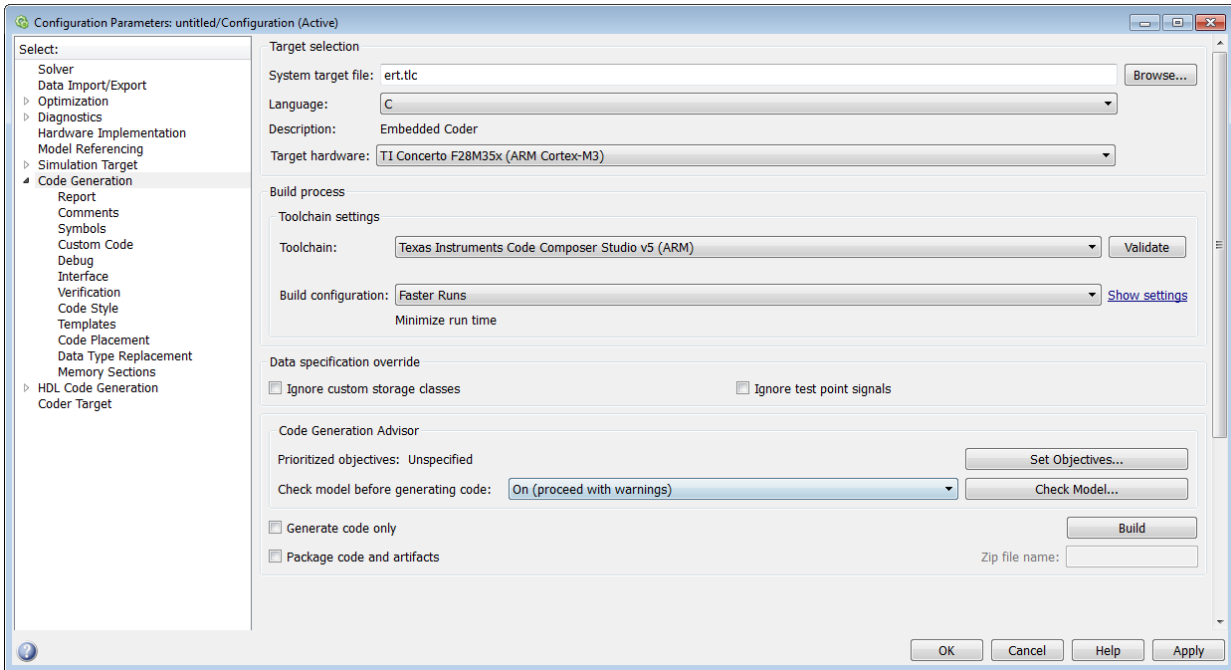 Configuration Parameters: untitled/Configuration (Active)
Select:
Solver
Data Import/Export
Optimization
Diagnostics
Hardware Implementation
Model Referencing
Simulation Target
Code Generation
Report
Comments
Symbols
Custom Code
Debug
Interface
Verification
Code Style
Templates
Code Placement
Data Type Replacement
Memory Sections
HDL Code Generation
Coder Target
Target selection
System target file: ert.tlc Browse...
Language: C
Description: Embedded Coder
Target hardware: TI Concerto F28M35x (ARM Cortex-M3)
Build process
Toolchain settings
Toolchain: Texas Instruments Code Composer Studio v5 (ARM) Validate
Build configuration: Faster Runs Show settings
Minimize run time
Data specification override
Ignore custom storage classes Ignore test point signals
Code Generation Advisor
Prioritized objectives: Unspecified Set Objectives...
Check model before generating code: On (proceed with warnings) Check Model...
Generate code only Build
Package code and artifacts Zip file name:
OK Cancel Help Apply